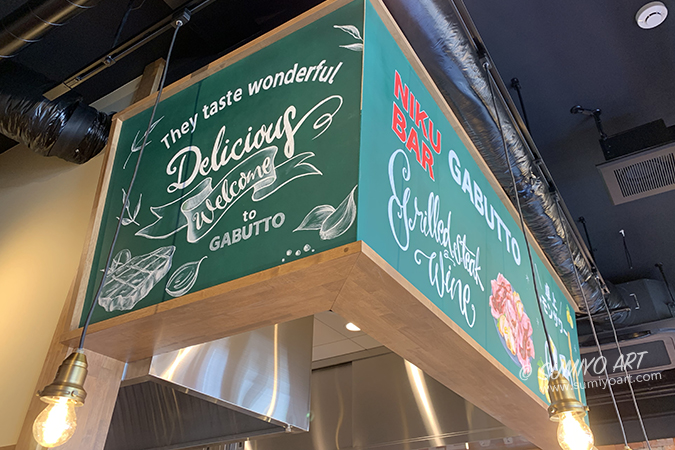 They taste wonderful
Delicious
Welcome
to
GABUTTO
NIKU
BAR
GABUTTO
Grilled steak
&
Wine
SUMIYO ART
www.sumiyoart.com